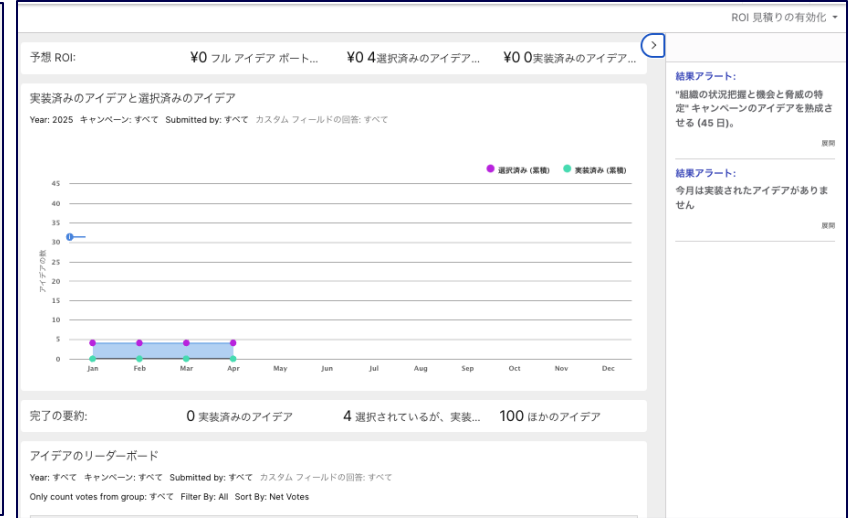 ROI 見積りの有効化
予想 ROI: ¥0 フル アイデア ポート... ¥0 4選択済みのアイデア... ¥0 0実装済みのアイデア...
実装済みのアイデアと選択済みのアイデア
Year: 2025 キャンペーン: すべて Submitted by: すべて カスタム フィールドの回答: すべて
選択済み (累積) 実装済み (累積)
アイデアの数
45
40
35
30
25
20
15
10
5
0
Jan Feb Mar Apr May Jun Jul Aug Sep Oct Nov Dec
完了の要約: 0 実装済みのアイデア 4 選択されているが、実装... 100 ほかのアイデア
アイデアのリーダーボード
Year: すべて キャンペーン: すべて Submitted by: すべて カスタム フィールドの回答: すべて
Only count votes from group: すべて Filter By: All Sort By: Net Votes
結果アラート:
"組織の状況把握と機会と脅威の特
定" キャンペーンのアイデアを熟成さ
せる (45 日)。
展開
結果アラート:
今月は実装されたアイデアがありま
せん
展開